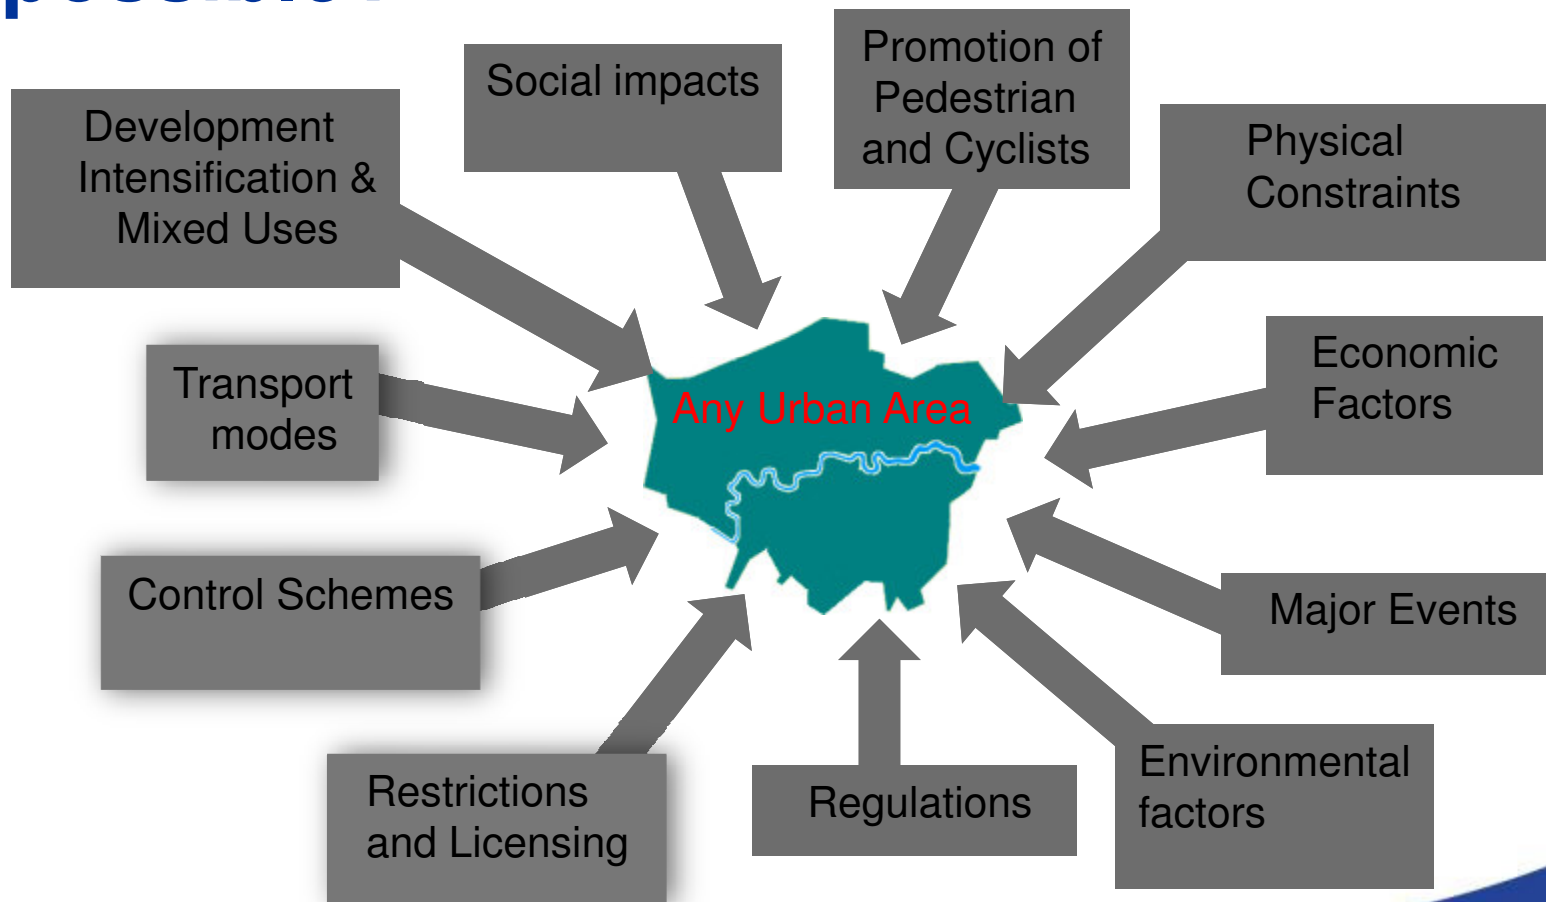 possible?
Development
Intensification &
Mixed Uses
Social impacts
Promotion of
Pedestrian
and Cyclists
Physical
Constraints
Transport
modes
Any Urban Area
Economic
Factors
Control Schemes
Major Events
Restrictions
and Licensing
Regulations
Environmental
factors